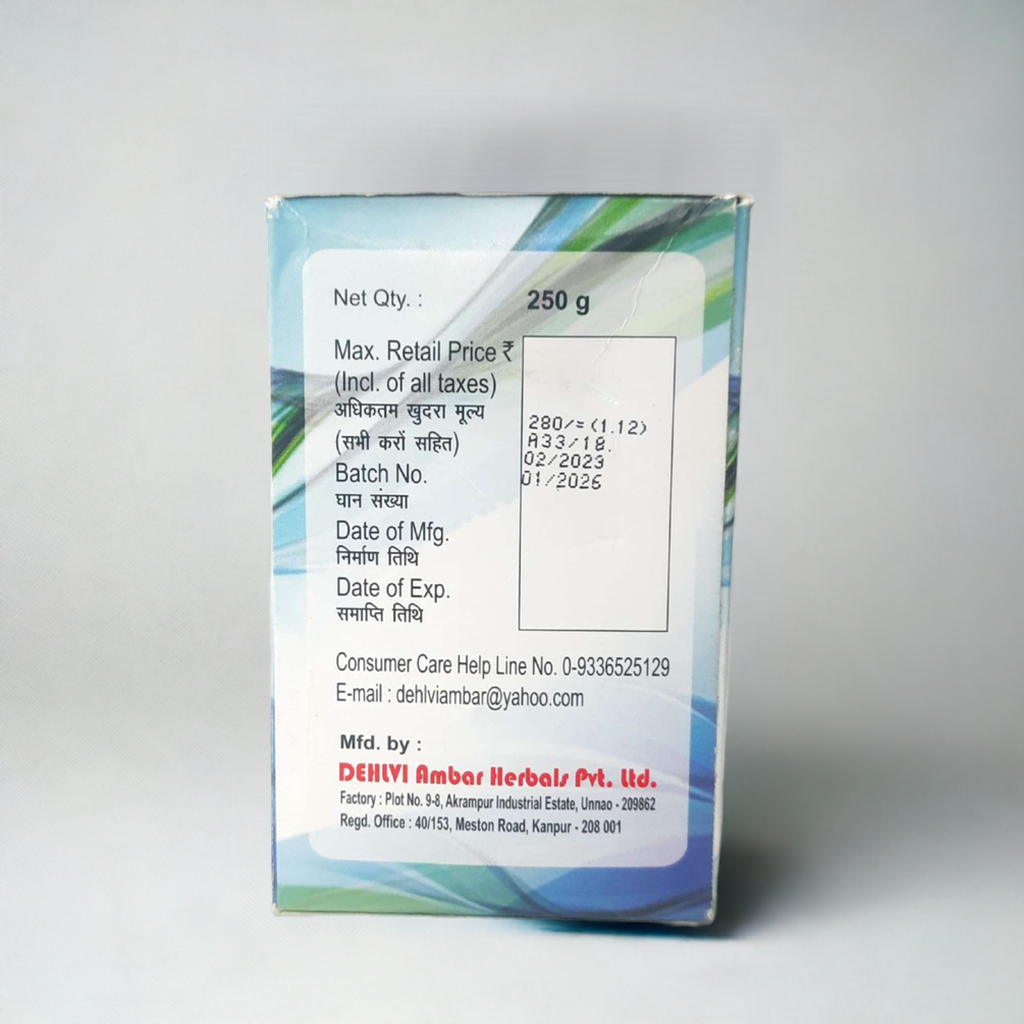 Net Qty. : 250 g
Max. Retail Price ₹
(Incl. of all taxes)
अधिकतम खुदरा मूल्य
(सभी करों सहित)
Batch No.
घान संख्या
Date of Mfg.
निर्माण तिथि
Date of Exp.
समाप्ति तिथि
280/= (1.12)
A33/18.
02/2023
01/2026
Consumer Care Help Line No. 0-9336525129
E-mail : dehlviambar@yahoo.com
Mfd. by :
DEHLVI Ambar Herbals Pvt. Ltd.
Factory : Plot No. 9-8, Akrampur Industrial Estate, Unnao - 209862
Regd. Office : 40/153, Meston Road, Kanpur - 208 001